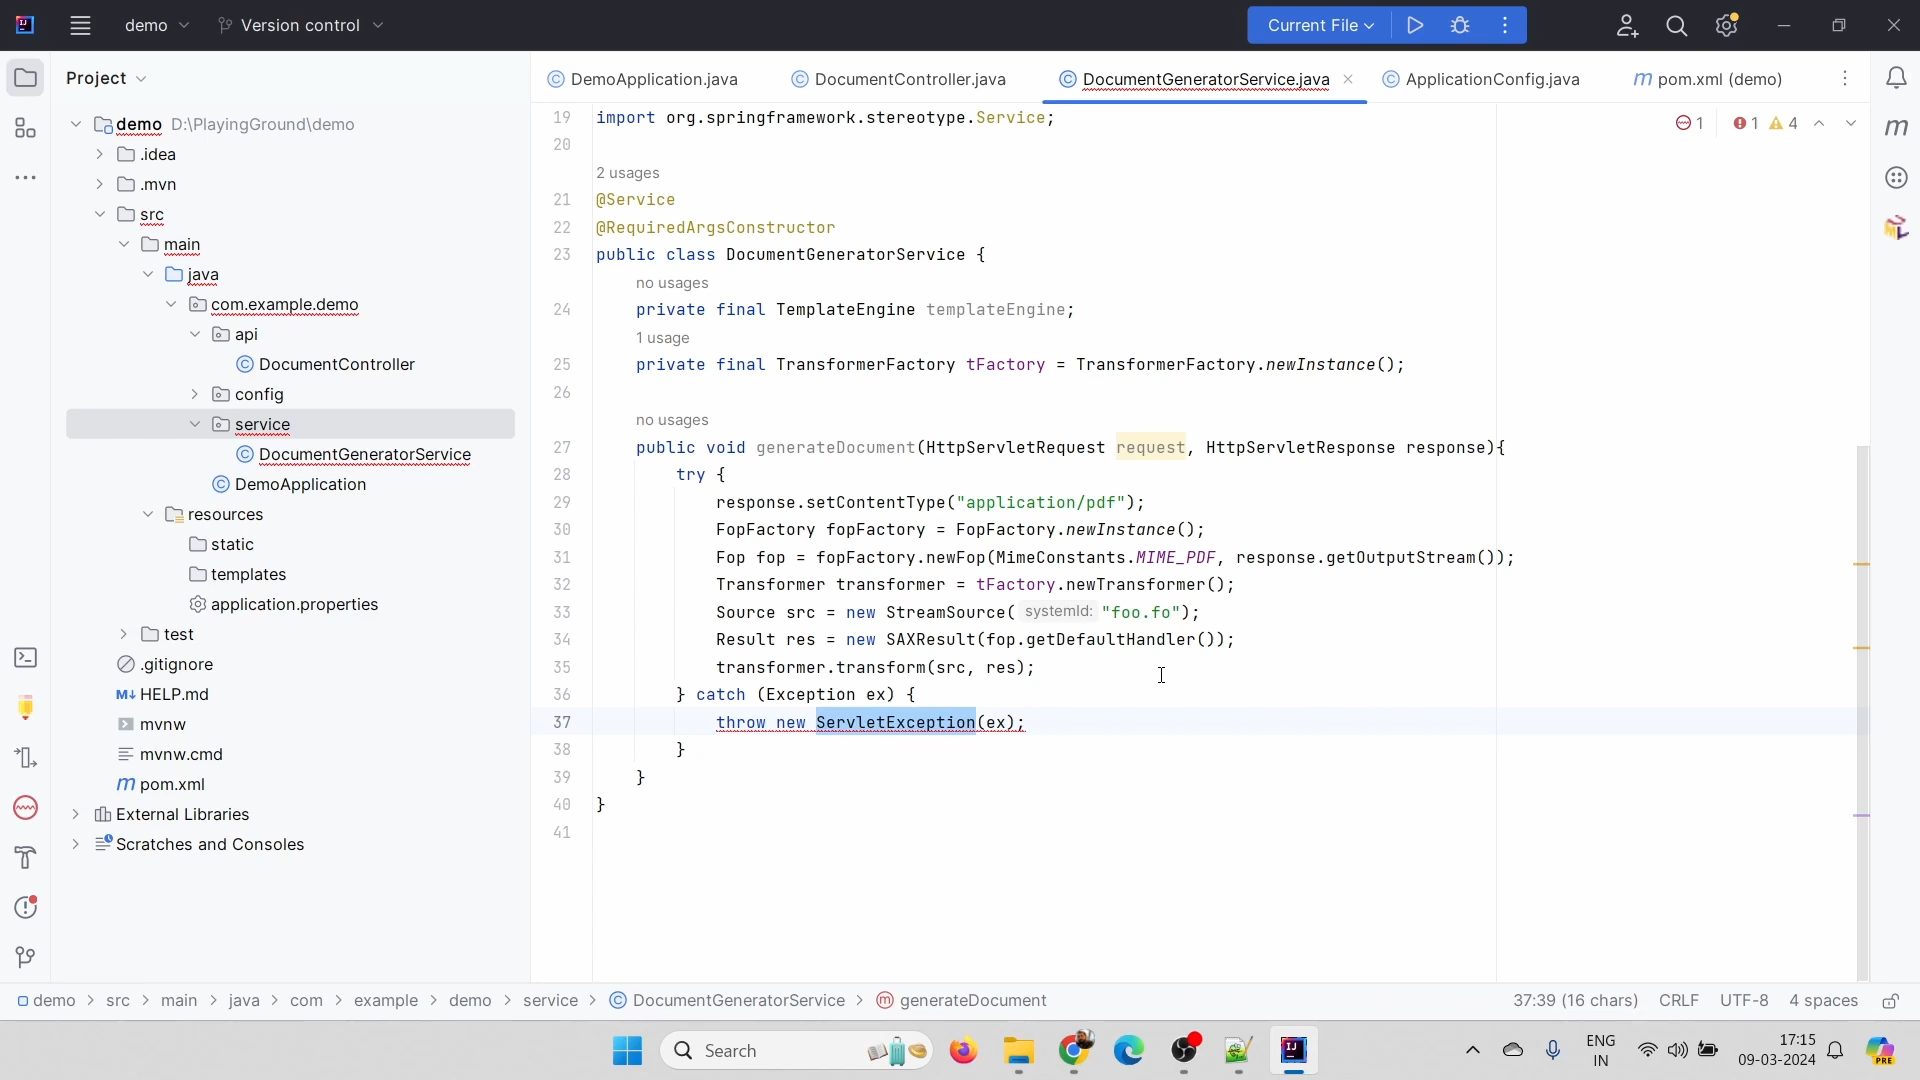 demo
Version control
Current File
Project
DemoApplication.java
DocumentController.java
DocumentGeneratorService.java
ApplicationConfig.java
m pom.xml (demo)
demo D:\PlayingGround\demo
.idea
.mvn
src
main
java
com.example.demo
api
DocumentController
config
service
DocumentGeneratorService
DemoApplication
resources
static
templates
application.properties
test
.gitignore
M↓ HELP.md
mvnw
mvnw.cmd
m pom.xml
External Libraries
Scratches and Consoles
1 1 4
19 import org.springframework.stereotype.Service;
20
2 usages
21 @Service
22 @RequiredArgsConstructor
23 public class DocumentGeneratorService {
no usages
24 private final TemplateEngine templateEngine;
1 usage
25 private final TransformerFactory tFactory = TransformerFactory.newInstance();
26
no usages
27 public void generateDocument(HttpServletRequest request, HttpServletResponse response){
28 try {
29 response.setContentType("application/pdf");
30 FopFactory fopFactory = FopFactory.newInstance();
31 Fop fop = fopFactory.newFop(MimeConstants.MIME_PDF, response.getOutputStream());
32 Transformer transformer = tFactory.newTransformer();
33 Source src = new StreamSource( systemId: "foo.fo");
34 Result res = new SAXResult(fop.getDefaultHandler());
35 transformer.transform(src, res);
36 } catch (Exception ex) {
37 throw new ServletException(ex);
38 }
39 }
40 }
41
demo > src > main > java > com > example > demo > service > DocumentGeneratorService > generateDocument
37:39 (16 chars) CRLF UTF-8 4 spaces
Search
ENG
IN
17:15
09-03-2024
PRE